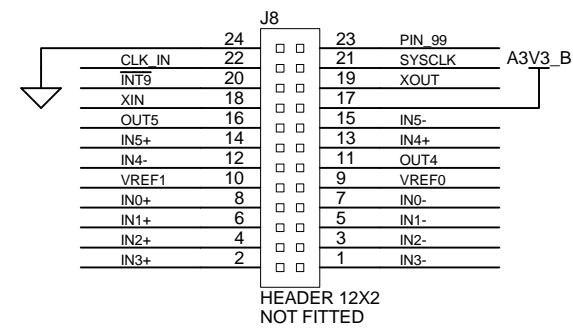 J8
24 23 PIN_99
CLK_IN 22 21 SYSCLK A3V3_B
I̅N̅T̅9̅ 20 19 XOUT
XIN 18 17
OUT5 16 15 IN5-
IN5+ 14 13 IN4+
IN4- 12 11 OUT4
VREF1 10 9 VREF0
IN0+ 8 7 IN0-
IN1+ 6 5 IN1-
IN2+ 4 3 IN2-
IN3+ 2 1 IN3-
HEADER 12X2
NOT FITTED